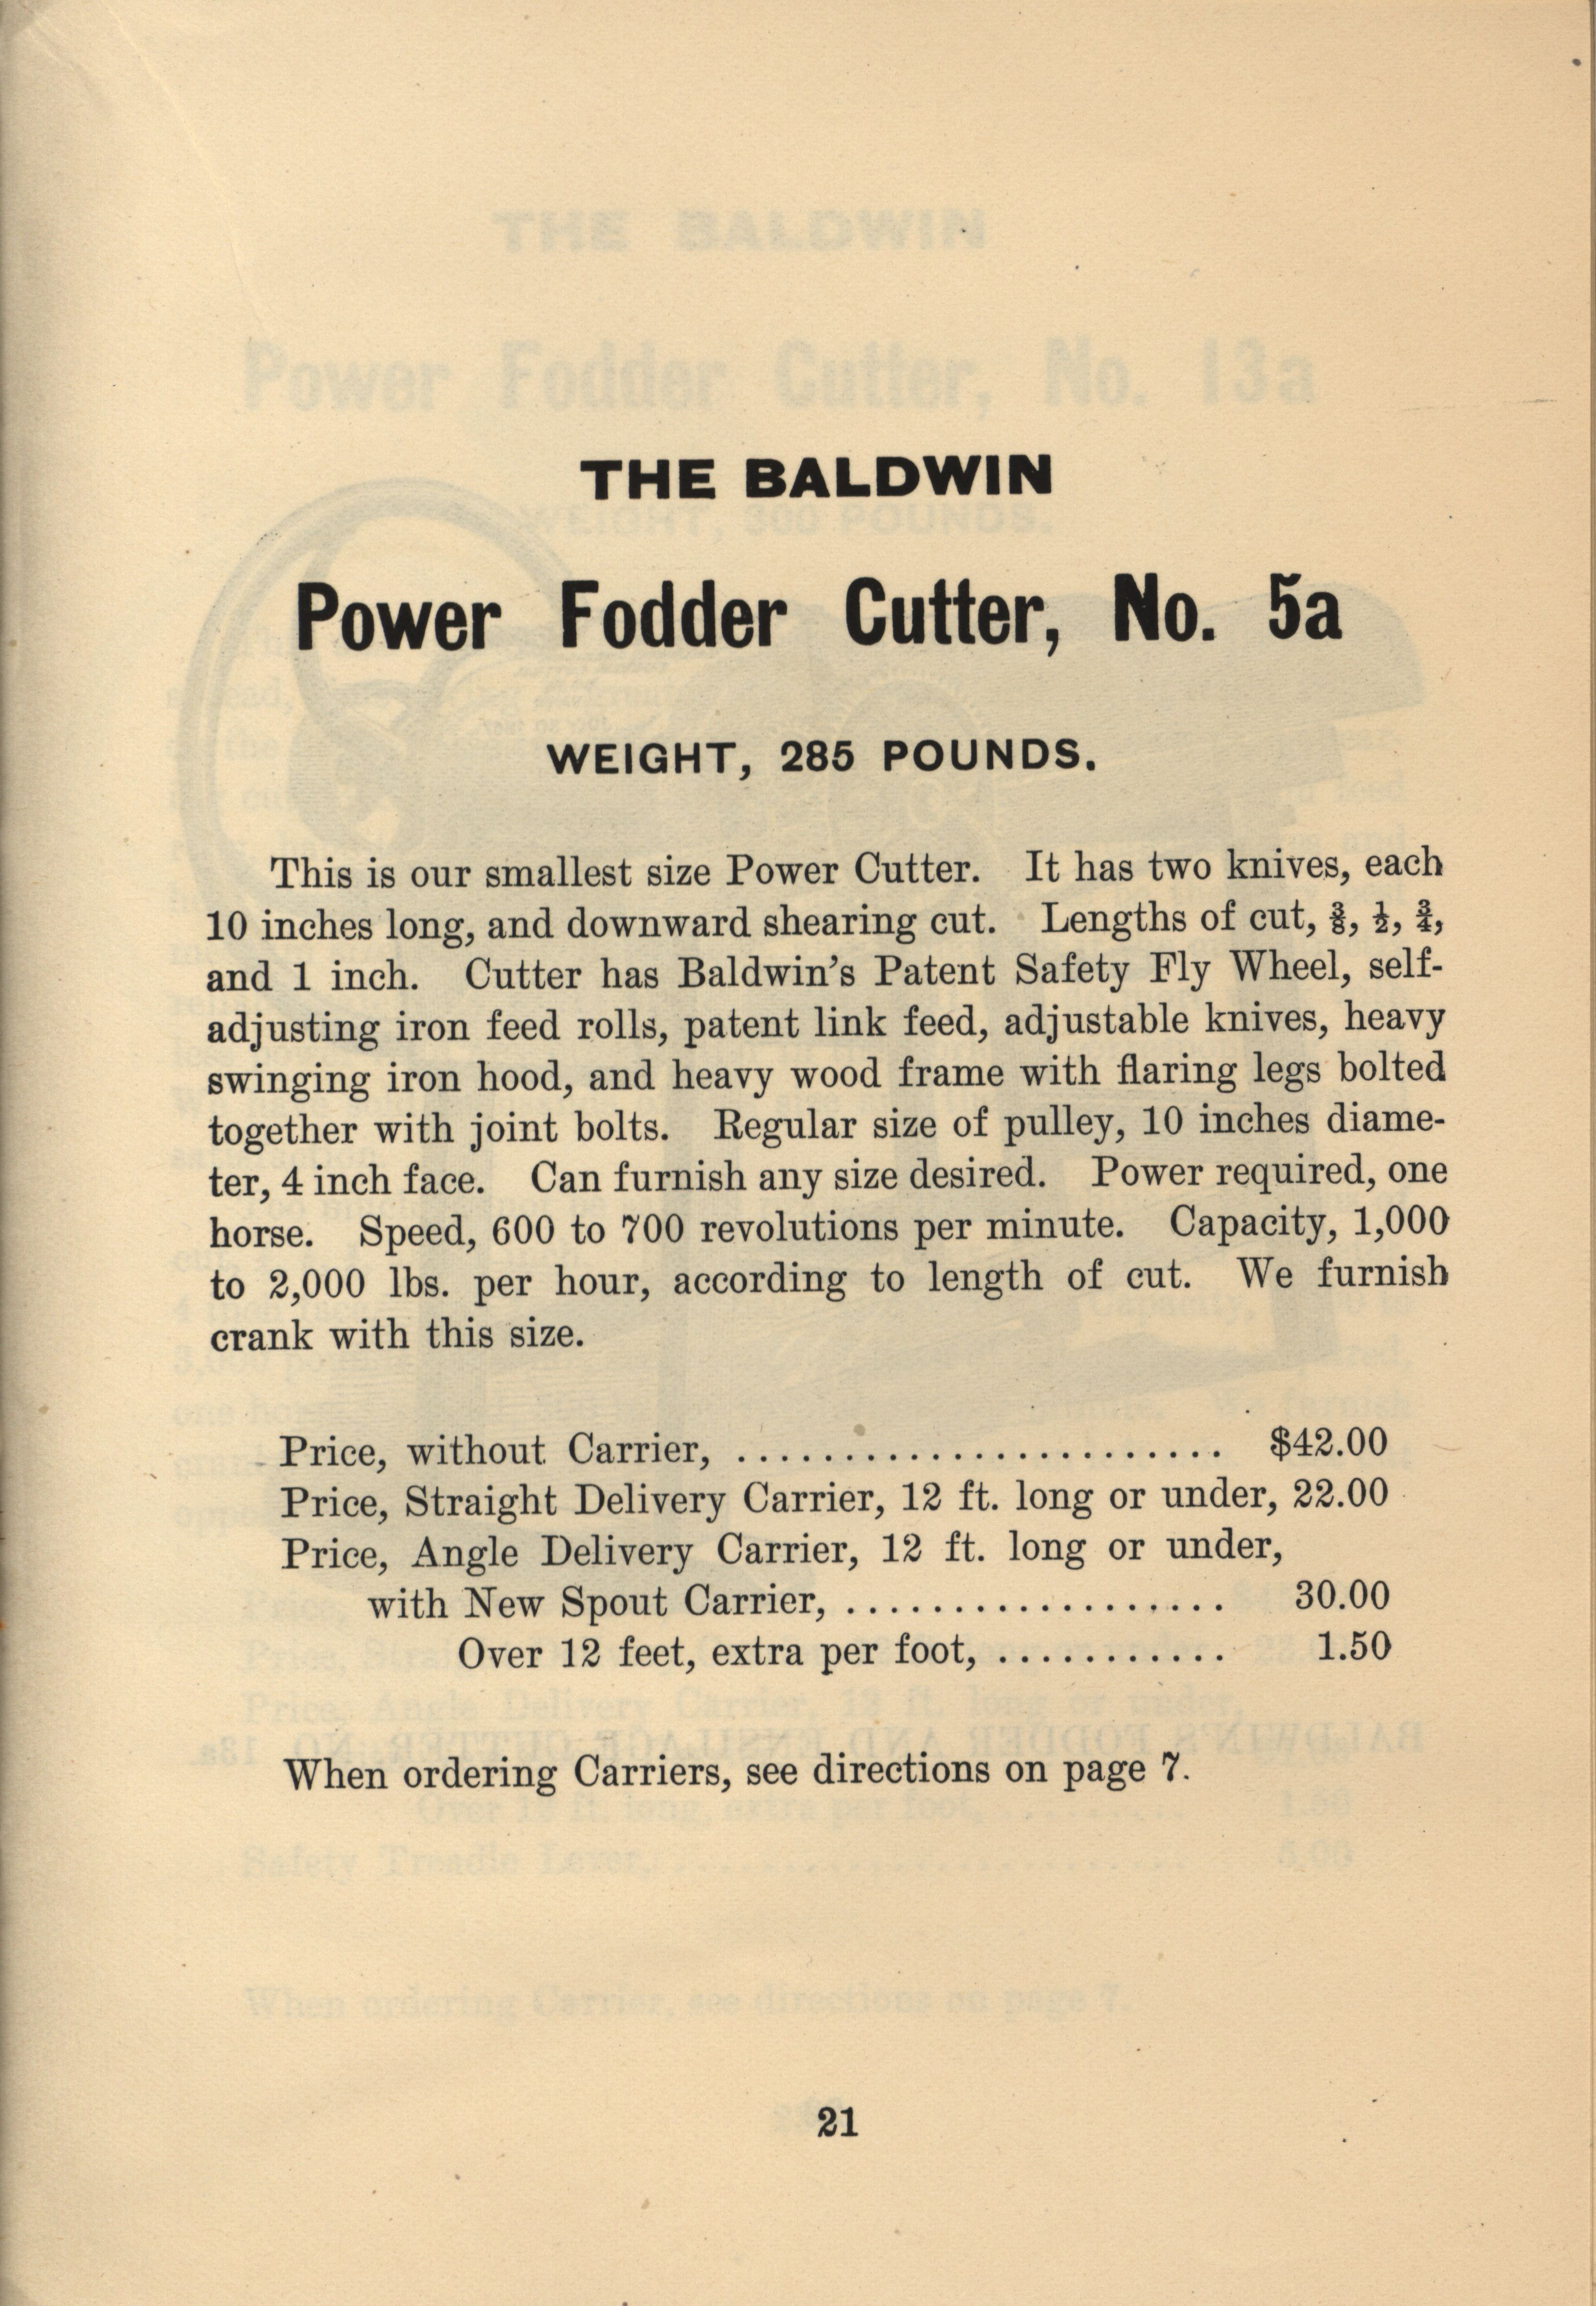 THE BALDWIN
Power Fodder Cutter, No. 5a
WEIGHT, 285 POUNDS.
This is our smallest size Power Cutter. It has two knives, each
10 inches long, and downward shearing cut. Lengths of cut, ⅜, ½, ¾,
and 1 inch. Cutter has Baldwin's Patent Safety Fly Wheel, self-
adjusting iron feed rolls, patent link feed, adjustable knives, heavy
swinging iron hood, and heavy wood frame with flaring legs bolted
together with joint bolts. Regular size of pulley, 10 inches diame-
ter, 4 inch face. Can furnish any size desired. Power required, one
horse. Speed, 600 to 700 revolutions per minute. Capacity, 1,000
to 2,000 lbs. per hour, according to length of cut. We furnish
crank with this size.
Price, without Carrier, ....................... $42.00
Price, Straight Delivery Carrier, 12 ft. long or under, 22.00
Price, Angle Delivery Carrier, 12 ft. long or under,
with New Spout Carrier, .................. 30.00
Over 12 feet, extra per foot, ........... 1.50
When ordering Carriers, see directions on page 7.
21